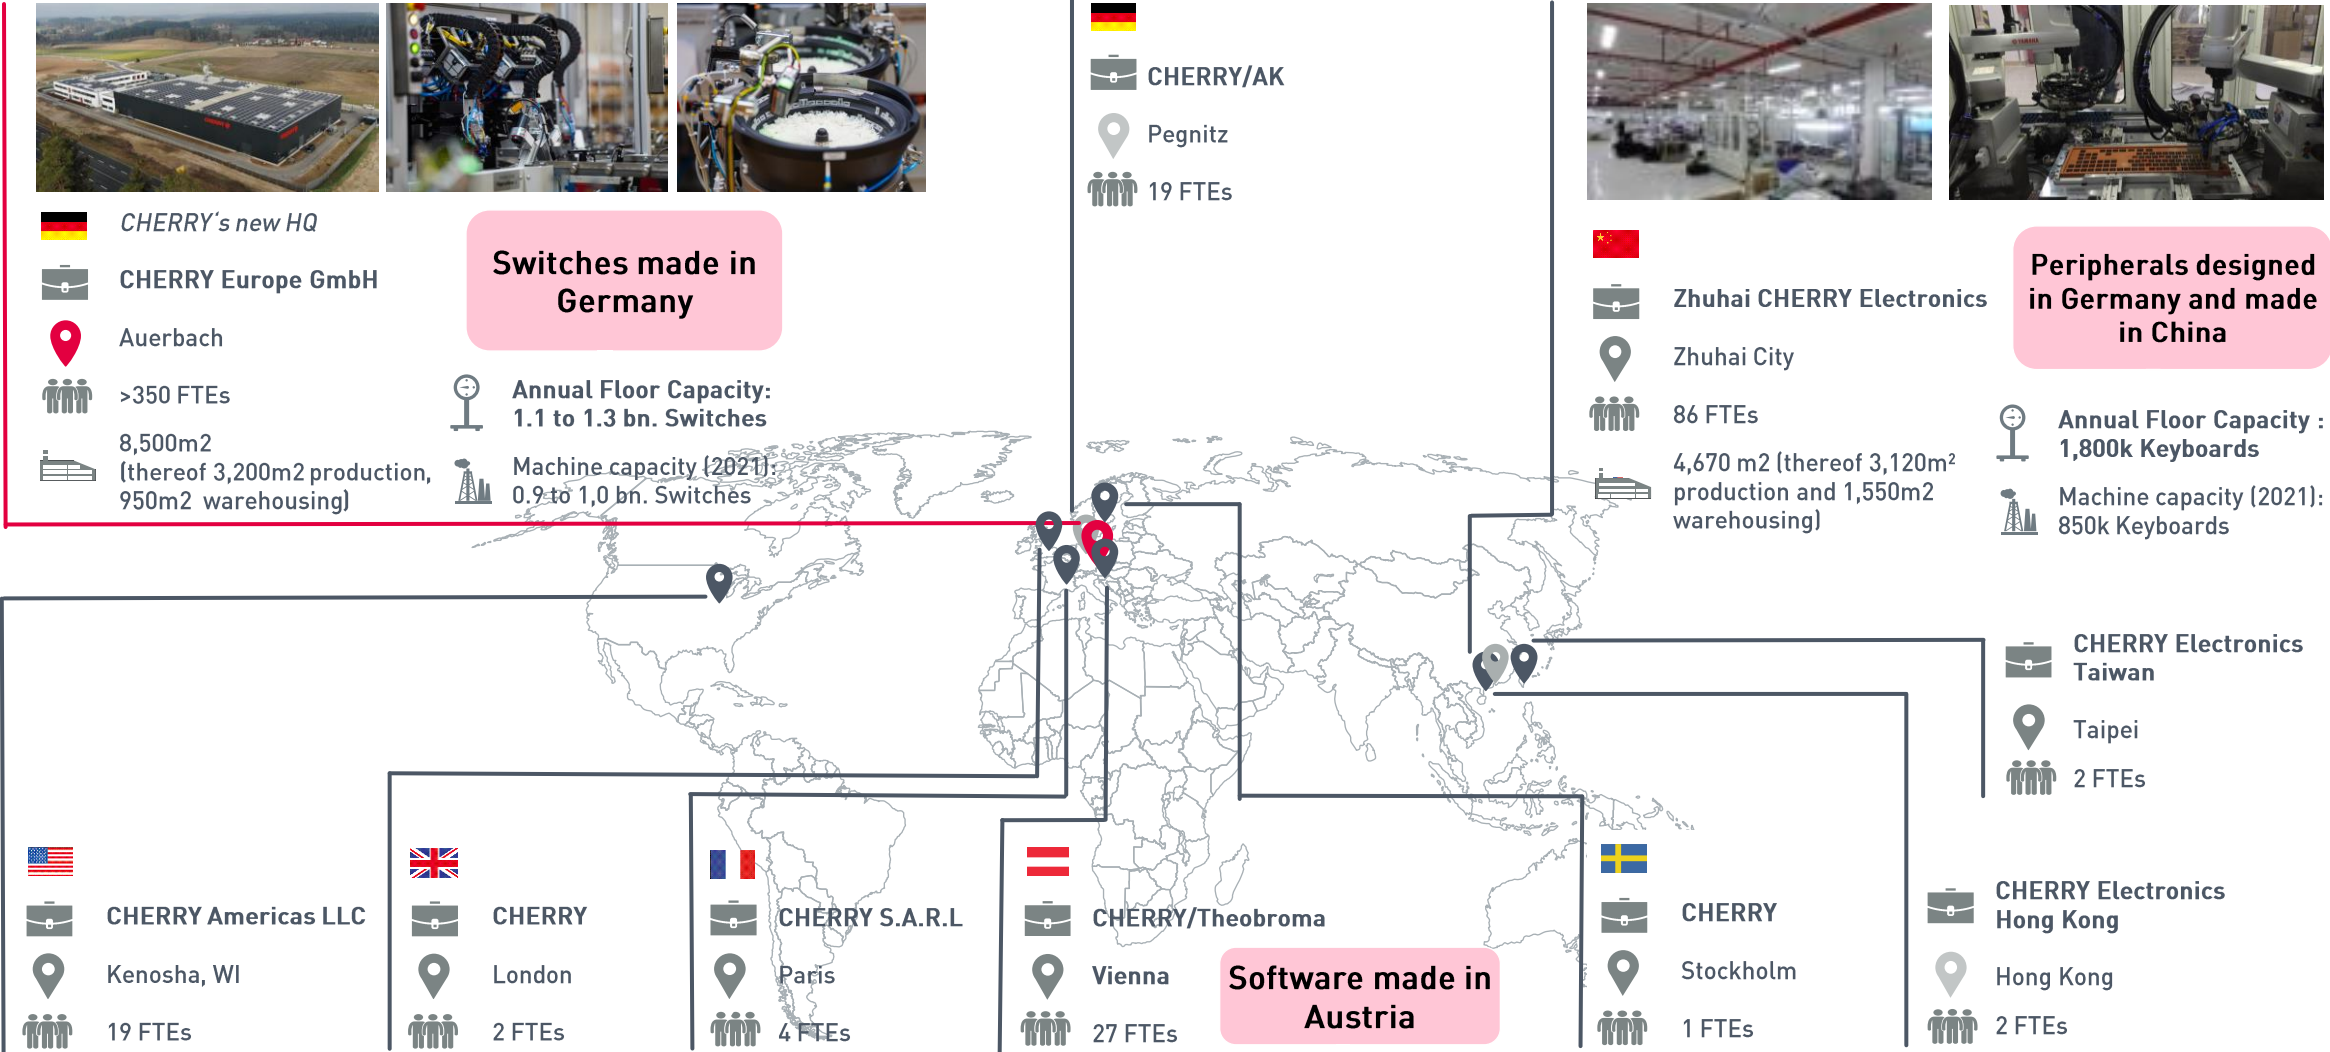 CHERRY's new HQ
CHERRY Europe GmbH
Auerbach
>350 FTEs
8,500m2
(thereof 3,200m2 production,
950m2 warehousing)
Switches made in
Germany
Annual Floor Capacity:
1.1 to 1.3 bn. Switches
Machine capacity (2021):
0.9 to 1,0 bn. Switches
CHERRY/AK
Pegnitz
19 FTEs
Zhuhai CHERRY Electronics
Zhuhai City
86 FTEs
4,670 m2 (thereof 3,120m²
production and 1,550m2
warehousing)
Peripherals designed
in Germany and made
in China
Annual Floor Capacity :
1,800k Keyboards
Machine capacity (2021):
850k Keyboards
CHERRY Electronics
Taiwan
Taipei
2 FTEs
CHERRY Americas LLC
Kenosha, WI
19 FTEs
CHERRY
London
2 FTEs
CHERRY S.A.R.L
Paris
4 FTEs
CHERRY/Theobroma
Vienna
27 FTEs
Software made in
Austria
CHERRY
Stockholm
1 FTEs
CHERRY Electronics
Hong Kong
Hong Kong
2 FTEs